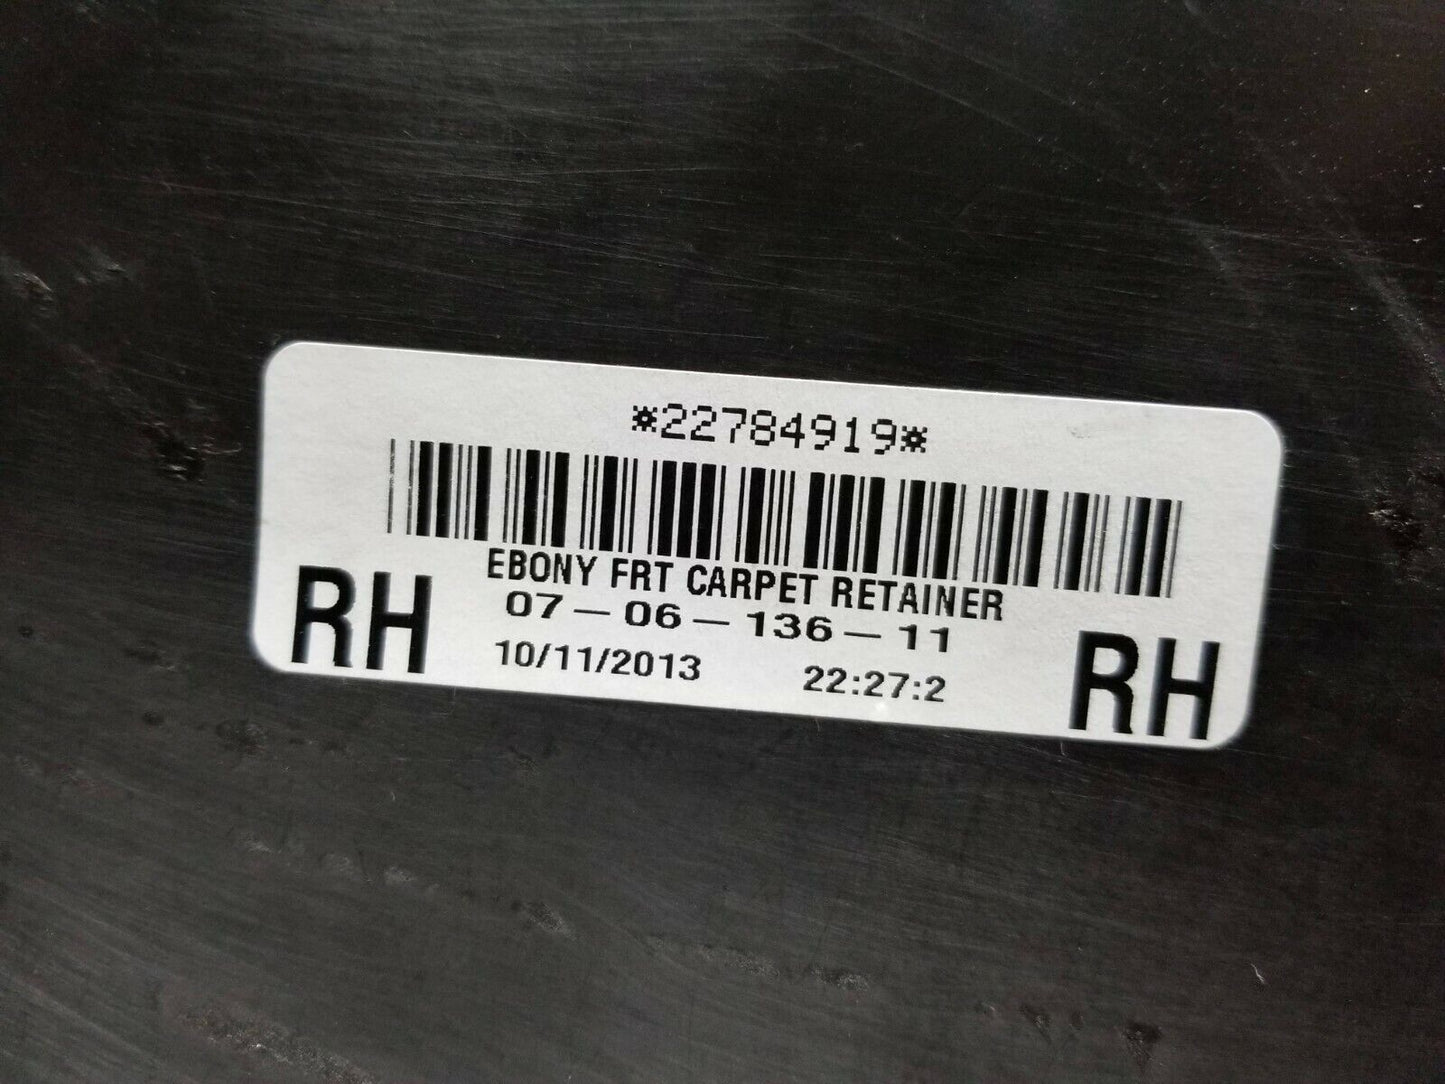 *22784919*
EBONY FRT CARPET RETAINER
07-06-136-11
RH 10/11/2013 22:27:2 RH